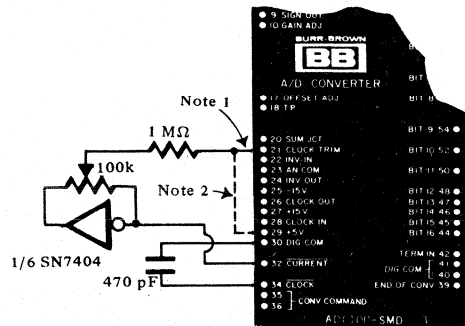 9 SIGN OUT
10 GAIN ADJ
BURR-BROWN
BB
A/D CONVERTER
BIT
BIT 8
17 OFFSET ADJ
18 TP
Note 1
1 MΩ
BIT 9 54
20 SUM JCT
21 CLOCK TRIM
BIT 10 52
22 INV IN
100k
23 AN COM
BIT 11 50
24 INV OUT
Note 2
25 -15V
BIT 12 48
26 CLOCK OUT
BIT 13 47
27 +15V
BIT 14 46
28 CLOCK IN
BIT 15 45
29 +5V
BIT 16 44
30 DIG COM
TERM IN 42
1/6 SN7404
32 CURRENT
41
DIG COM
40
470 pF
34 CLOCK
END OF CONV 39
35
CONV COMMAND
36
ADC100-SMD